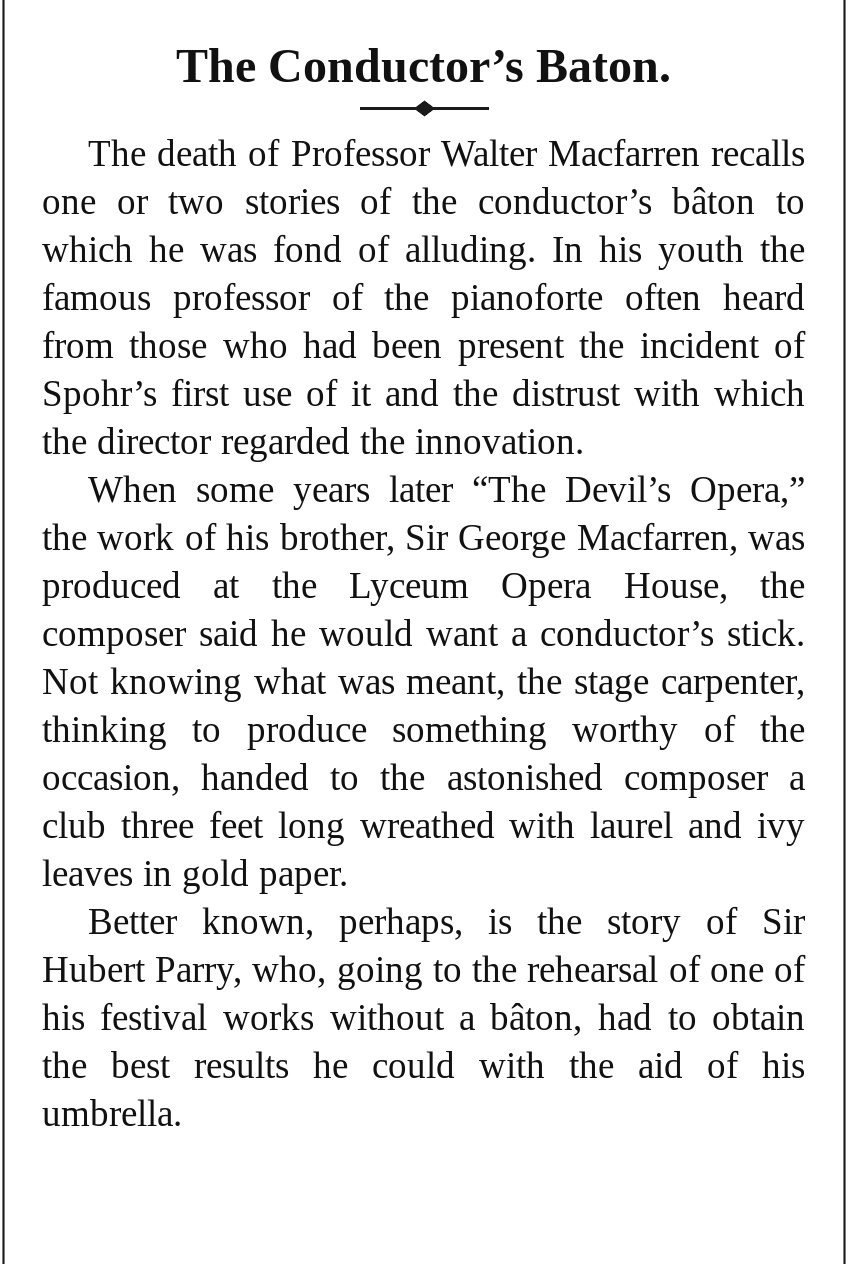 The Conductor’s Baton.
The death of Professor Walter Macfarren recalls
one or two stories of the conductor’s bâton to
which he was fond of alluding. In his youth the
famous professor of the pianoforte often heard
from those who had been present the incident of
Spohr’s first use of it and the distrust with which
the director regarded the innovation.
When some years later “The Devil’s Opera,”
the work of his brother, Sir George Macfarren, was
produced at the Lyceum Opera House, the
composer said he would want a conductor’s stick.
Not knowing what was meant, the stage carpenter,
thinking to produce something worthy of the
occasion, handed to the astonished composer a
club three feet long wreathed with laurel and ivy
leaves in gold paper.
Better known, perhaps, is the story of Sir
Hubert Parry, who, going to the rehearsal of one of
his festival works without a bâton, had to obtain
the best results he could with the aid of his
umbrella.